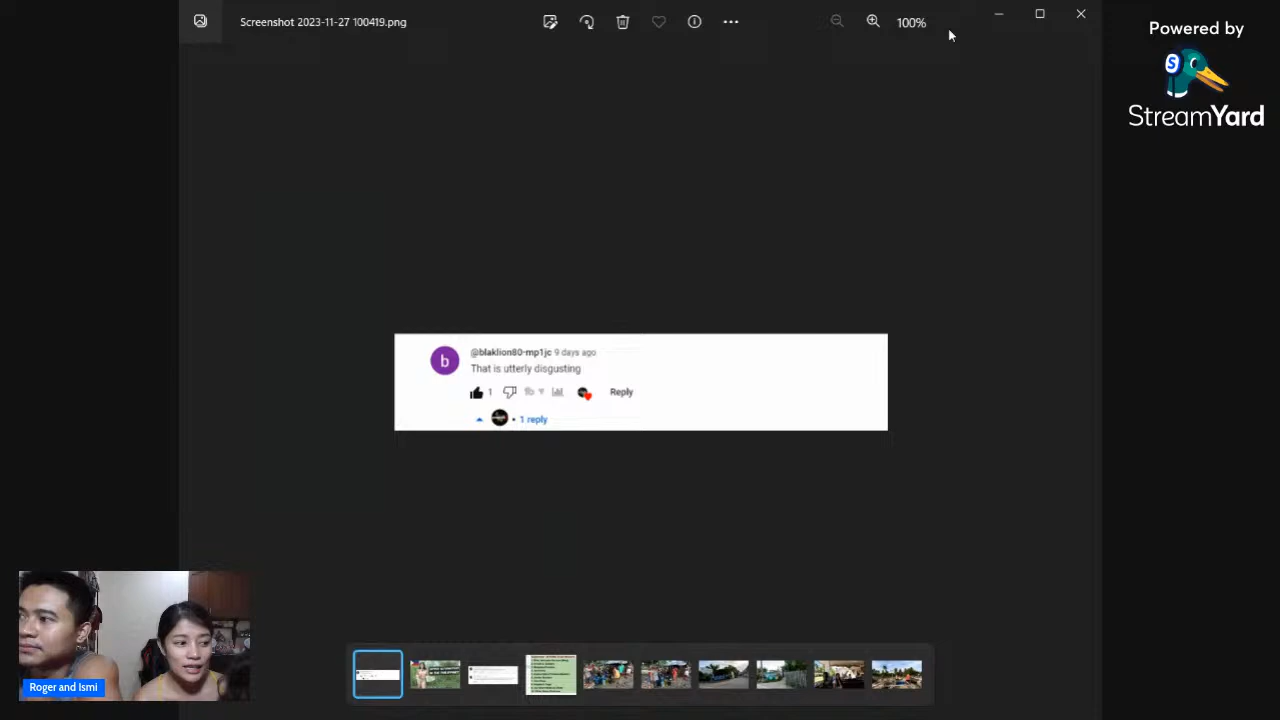 Screenshot 2023-11-27 100419.png
100%
Powered by
S
StreamYard
b
@blaklion80-mp1jc 9 days ago
That is utterly disgusting
1
Reply
• 1 reply
Roger and Ismi